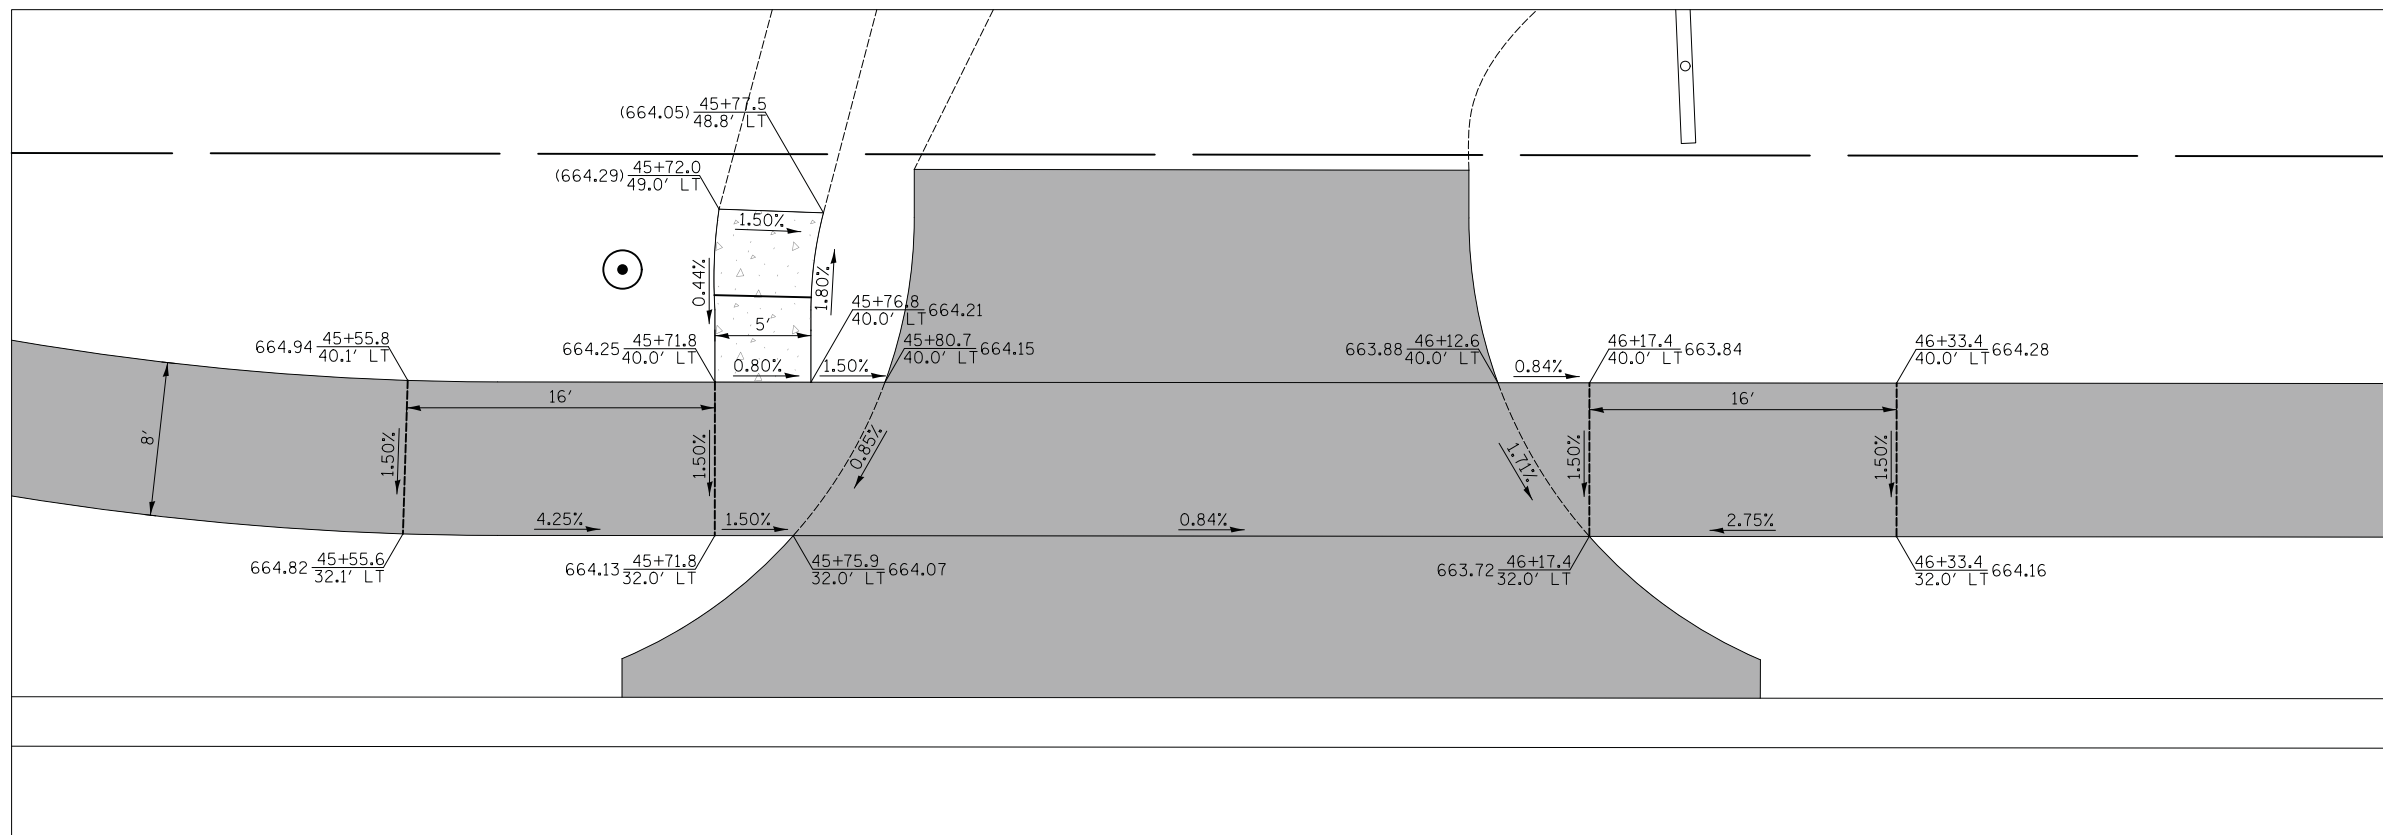 (664.05) 45+77.5
48.8' LT
(664.29) 45+72.0
49.0' LT
1.50%
0.44%
1.80%
5'
45+76.8
40.0' LT 664.21
664.94 45+55.8
40.1' LT
664.25 45+71.8
40.0' LT
0.80%
1.50%
45+80.7
40.0' LT 664.15
663.88 46+12.6
40.0' LT
0.84%
46+17.4
40.0' LT 663.84
46+33.4
40.0' LT 664.28
16'
16'
8'
1.50%
1.50%
0.85%
1.71%
1.50%
1.50%
4.25%
1.50%
0.84%
2.75%
664.82 45+55.6
32.1' LT
664.13 45+71.8
32.0' LT
45+75.9
32.0' LT 664.07
663.72 46+17.4
32.0' LT
46+33.4
32.0' LT 664.16